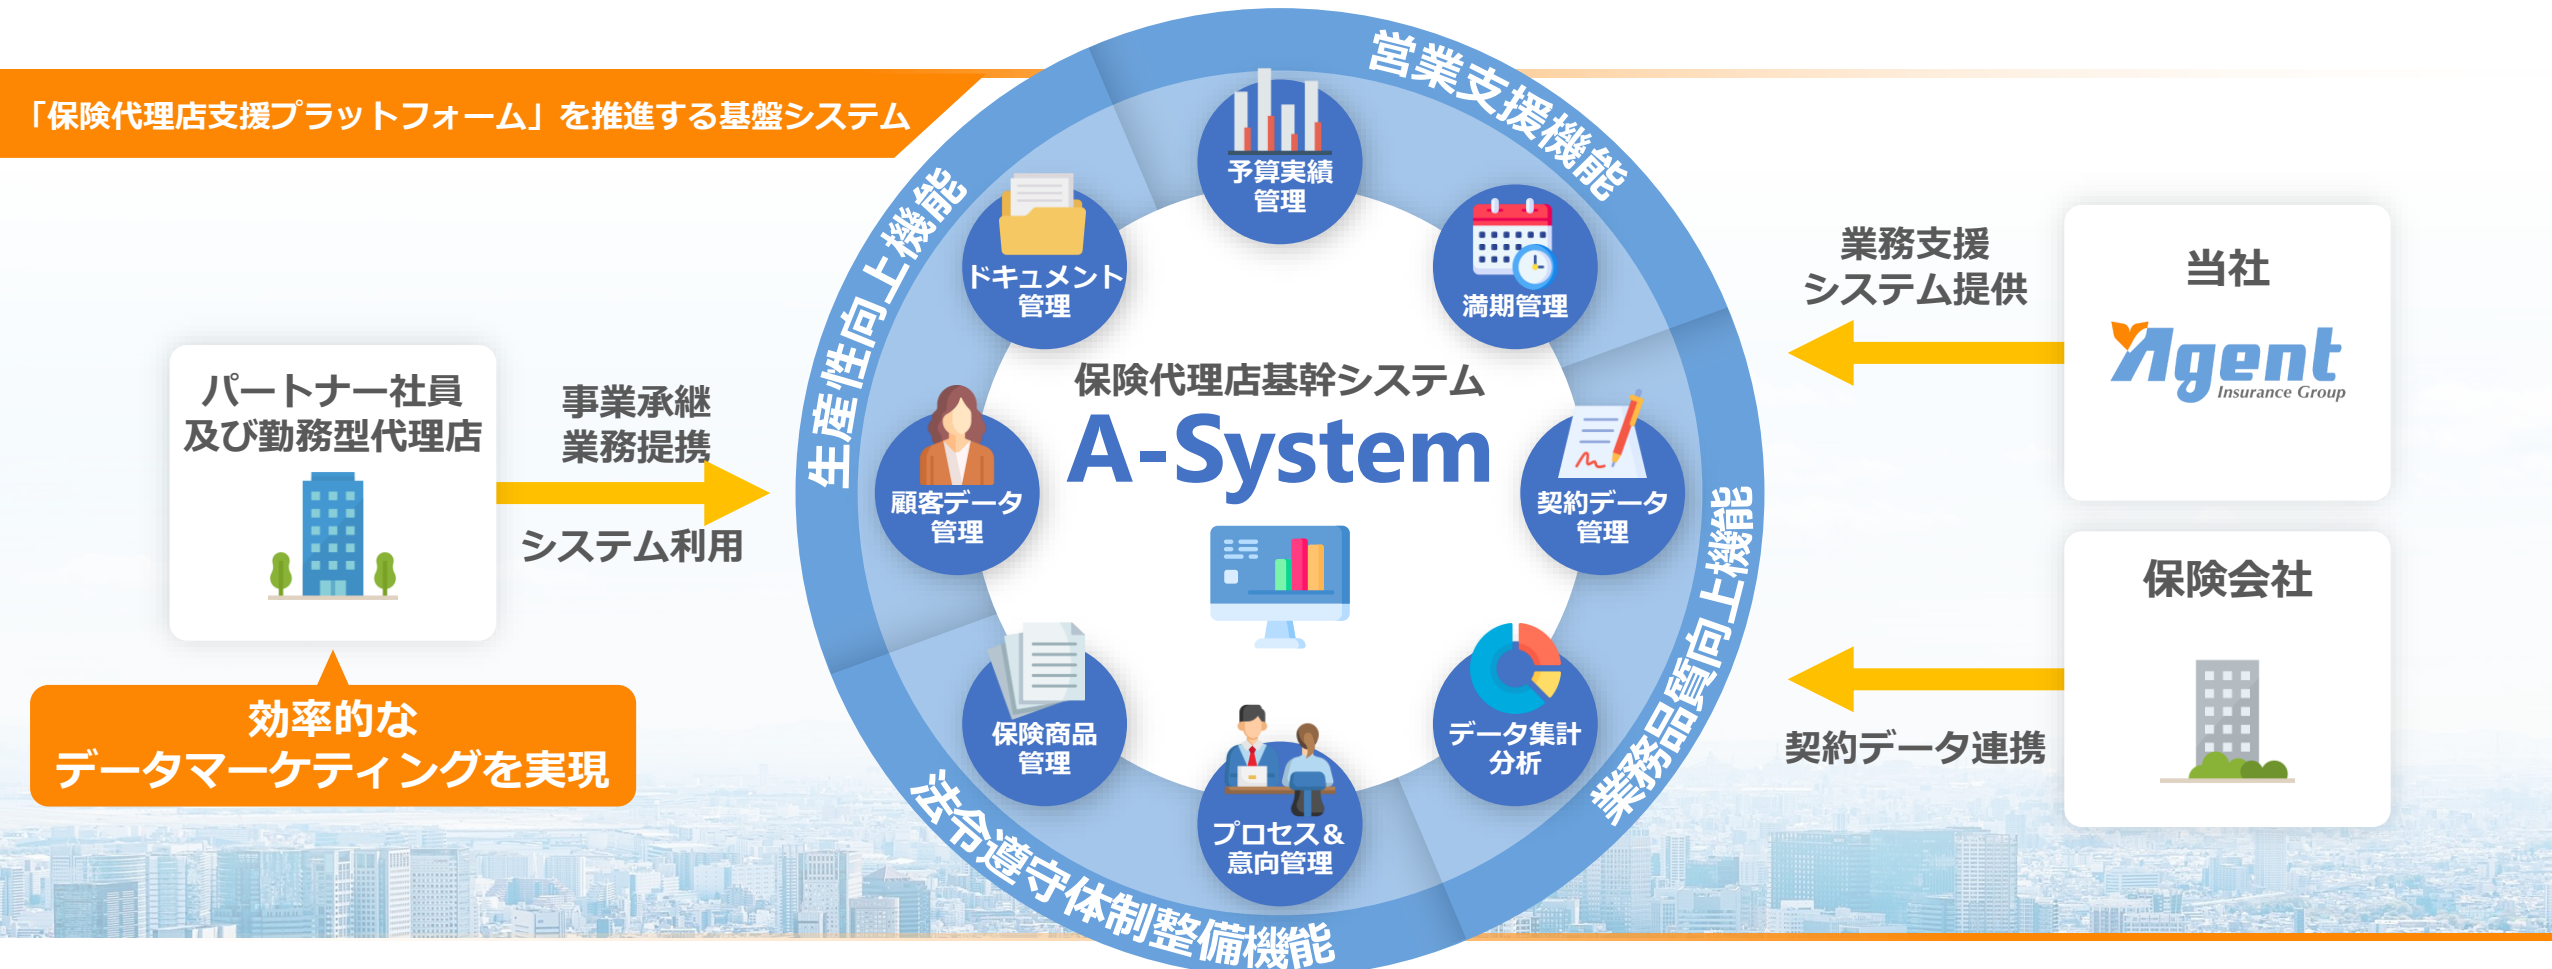 「保険代理店支援プラットフォーム」を推進する基盤システム
パートナー社員
及び勤務型代理店
事業承継
業務提携
システム利用
効率的な
データマーケティングを実現
生産性向上機能
営業支援機能
業務品質向上機能
法令遵守体制整備機能
予算実績
管理
満期管理
契約データ
管理
データ集計
分析
プロセス&
意向管理
保険商品
管理
顧客データ
管理
ドキュメント
管理
保険代理店基幹システム
A-System
業務支援
システム提供
当社
Agent
Insurance Group
契約データ連携
保険会社